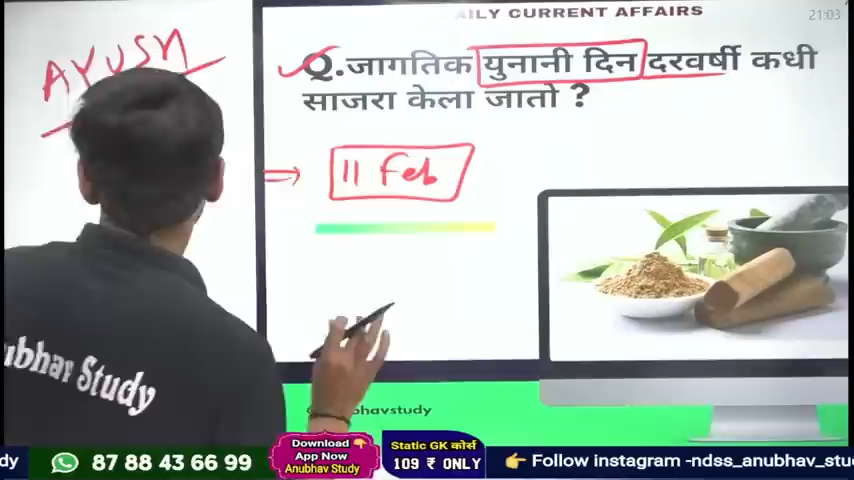 AILY CURRENT AFFAIRS
21:03
AYUSH
Q.जागतिक युनानी दिन दरवर्षी कधी
साजरा केला जातो ?
⇒ 11 Feb
ubhav Study
bhavstudy
dy
87 88 43 66 99
Download
App Now
Anubhav Study
Static GK कोर्स
109 ₹ ONLY
Follow instagram -ndss_anubhav_stu